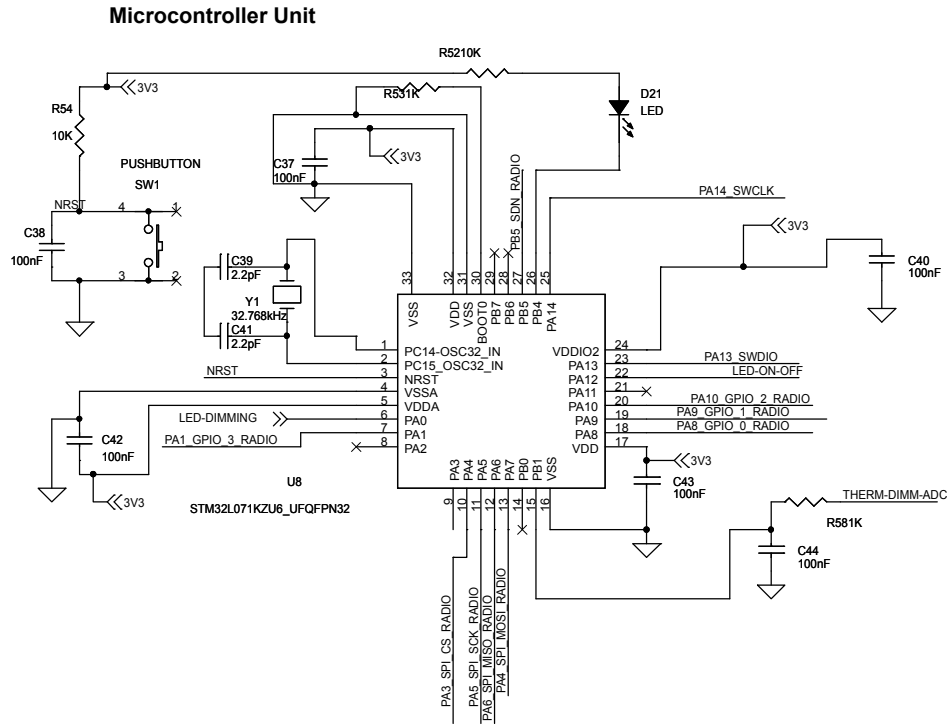 Microcontroller Unit
R5210K
3V3
R531K
D21
LED
R54
10K
PUSHBUTTON
SW1
C37
100nF
3V3
PB5_SDN_RADIO
PA14_SWCLK
NRST
4
1
C38
100nF
3
2
3V3
C40
100nF
C39
2.2pF
Y1
32.768kHz
C41
2.2pF
33
32
31
30
29
28
27
26
25
VSS
VDD
VSS
BOOT0
PB7
PB6
PB5
PB4
PA14
1
PC14-OSC32_IN
VDDIO2
24
2
PC15_OSC32_IN
PA13
23
PA13_SWDIO
NRST
3
NRST
PA12
22
LED-ON-OFF
4
VSSA
PA11
21
5
VDDA
PA10
20
PA10_GPIO_2_RADIO
LED-DIMMING
6
PA0
PA9
19
PA9_GPIO_1_RADIO
PA1_GPIO_3_RADIO
7
PA1
PA8
18
PA8_GPIO_0_RADIO
8
PA2
VDD
17
C42
100nF
3V3
3V3
C43
100nF
PA3
PA4
PA5
PA6
PA7
PB0
PB1
VSS
9
10
11
12
13
14
15
16
U8
STM32L071KZU6_UFQFPN32
THERM-DIMM-ADC
R581K
C44
100nF
PA3_SPI_CS_RADIO
PA5_SPI_SCK_RADIO
PA6_SPI_MISO_RADIO
PA4_SPI_MOSI_RADIO